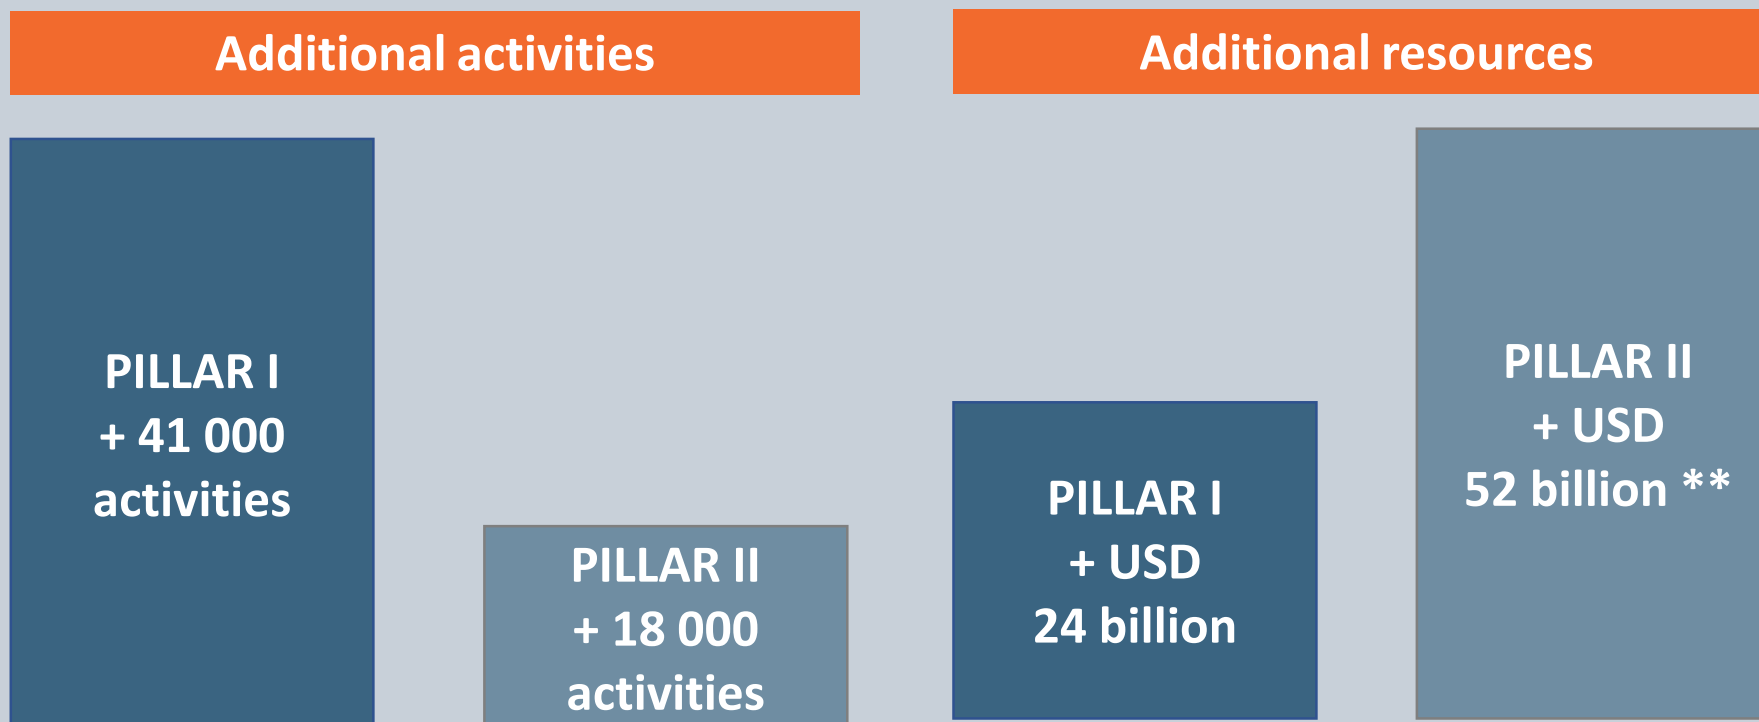 Additional activities
PILLAR I
+ 41 000
activities
PILLAR II
+ 18 000
activities
Additional resources
PILLAR I
+ USD
24 billion
PILLAR II
+ USD
52 billion **